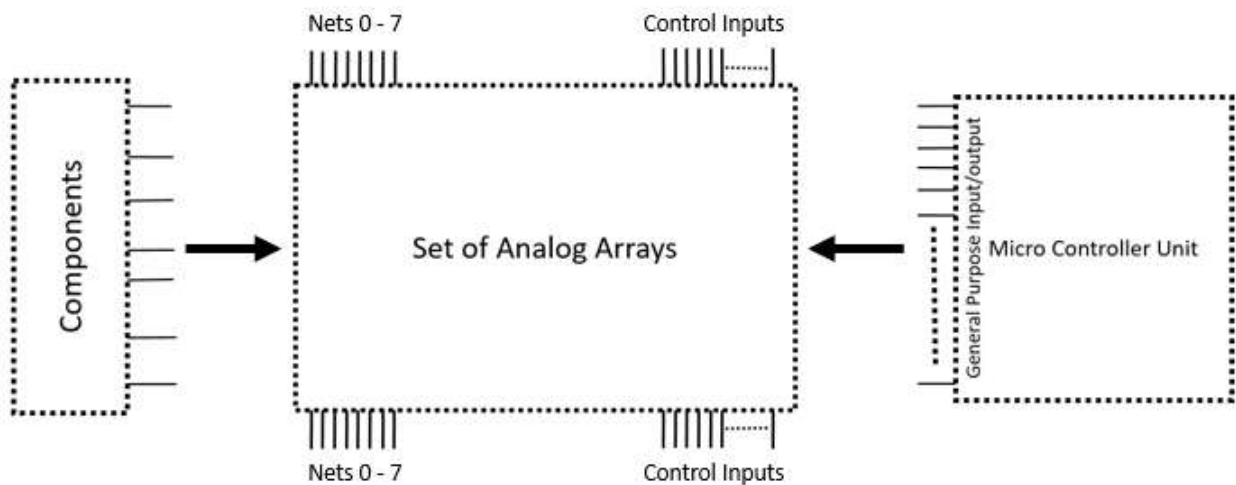 Nets 0 - 7
Control Inputs
Components
Set of Analog Arrays
General Purpose Input/output
Micro Controller Unit
Nets 0 - 7
Control Inputs